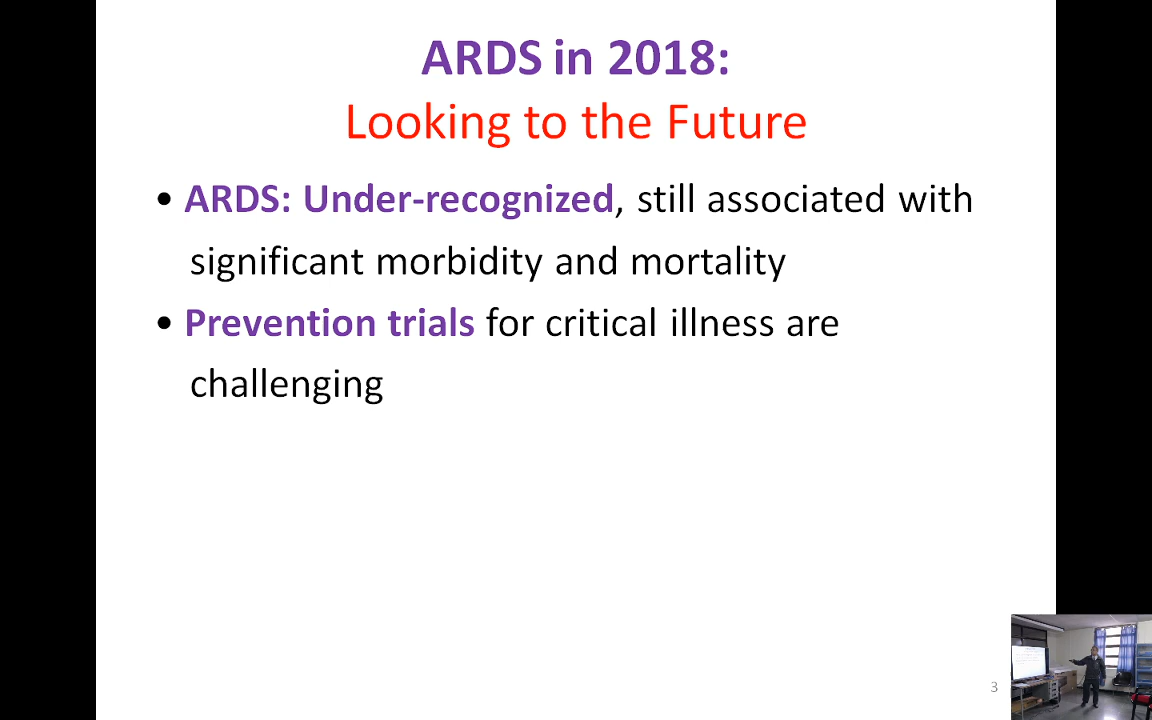 ARDS in 2018:
Looking to the Future
• ARDS: Under-recognized, still associated with
significant morbidity and mortality
• Prevention trials for critical illness are
challenging
3